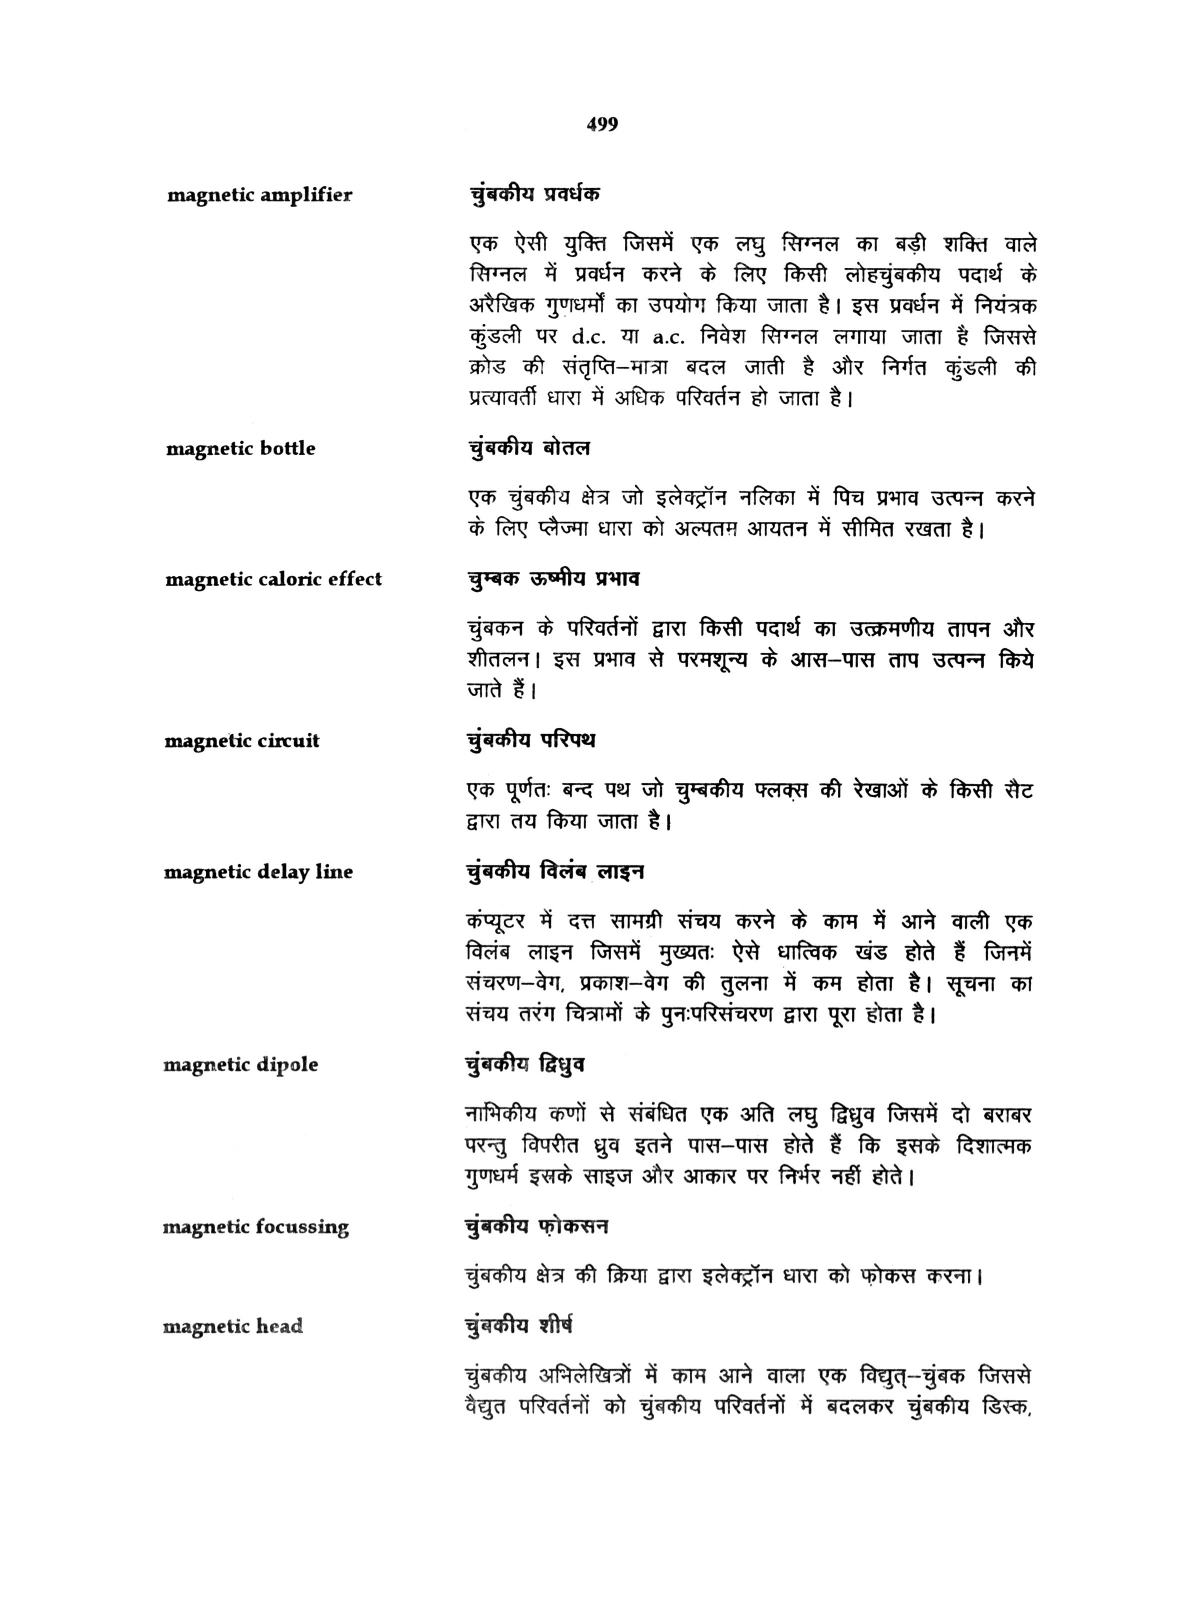 499
magnetic amplifier चुंबकीय प्रवर्धक
एक ऐसी युक्ति जिसमें एक लघु सिग्नल का बड़ी शक्ति वाले
सिग्नल में प्रवर्धन करने के लिए किसी लोहचुंबकीय पदार्थ के
अरैखिक गुणधर्मों का उपयोग किया जाता है। इस प्रवर्धन में नियंत्रक
कुंडली पर d.c. या a.c. निवेश सिग्नल लगाया जाता है जिससे
क्रोड की संतृप्ति–मात्रा बदल जाती है और निर्गत कुंडली की
प्रत्यावर्ती धारा में अधिक परिवर्तन हो जाता है।
magnetic bottle चुंबकीय बोतल
एक चुंबकीय क्षेत्र जो इलेक्ट्रॉन नलिका में पिच प्रभाव उत्पन्न करने
के लिए प्लैज्मा धारा को अल्पतम आयतन में सीमित रखता है।
magnetic caloric effect चुम्बक ऊष्मीय प्रभाव
चुंबकन के परिवर्तनों द्वारा किसी पदार्थ का उत्क्रमणीय तापन और
शीतलन। इस प्रभाव से परमशून्य के आस–पास ताप उत्पन्न किये
जाते हैं।
magnetic circuit चुंबकीय परिपथ
एक पूर्णतः बन्द पथ जो चुम्बकीय फ्लक्स की रेखाओं के किसी सैट
द्वारा तय किया जाता है।
magnetic delay line चुंबकीय विलंब लाइन
कंप्यूटर में दत्त सामग्री संचय करने के काम में आने वाली एक
विलंब लाइन जिसमें मुख्यतः ऐसे धात्विक खंड होते हैं जिनमें
संचरण–वेग, प्रकाश–वेग की तुलना में कम होता है। सूचना का
संचय तरंग चित्रामों के पुनःपरिसंचरण द्वारा पूरा होता है।
magnetic dipole चुंबकीय द्विध्रुव
नाभिकीय कणों से संबंधित एक अति लघु द्विध्रुव जिसमें दो बराबर
परन्तु विपरीत ध्रुव इतने पास–पास होते हैं कि इसके दिशात्मक
गुणधर्म इसके साइज और आकार पर निर्भर नहीं होते।
magnetic focussing चुंबकीय फ़ोकसन
चुंबकीय क्षेत्र की क्रिया द्वारा इलेक्ट्रॉन धारा को फ़ोकस करना।
magnetic head चुंबकीय शीर्ष
चुंबकीय अभिलेखित्रों में काम आने वाला एक विद्युत्–चुंबक जिससे
वैद्युत परिवर्तनों को चुंबकीय परिवर्तनों में बदलकर चुंबकीय डिस्क,